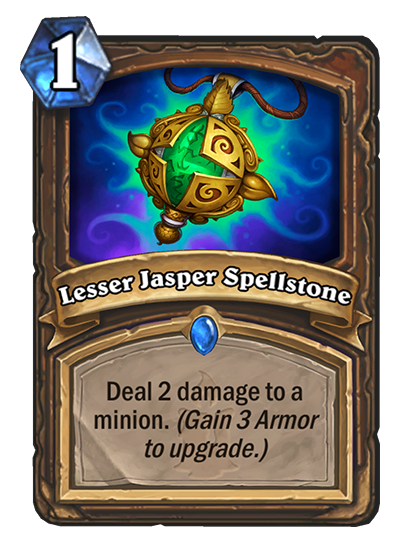 1
Lesser Jasper Spellstone
Deal 2 damage to a
minion. (Gain 3 Armor
to upgrade.)